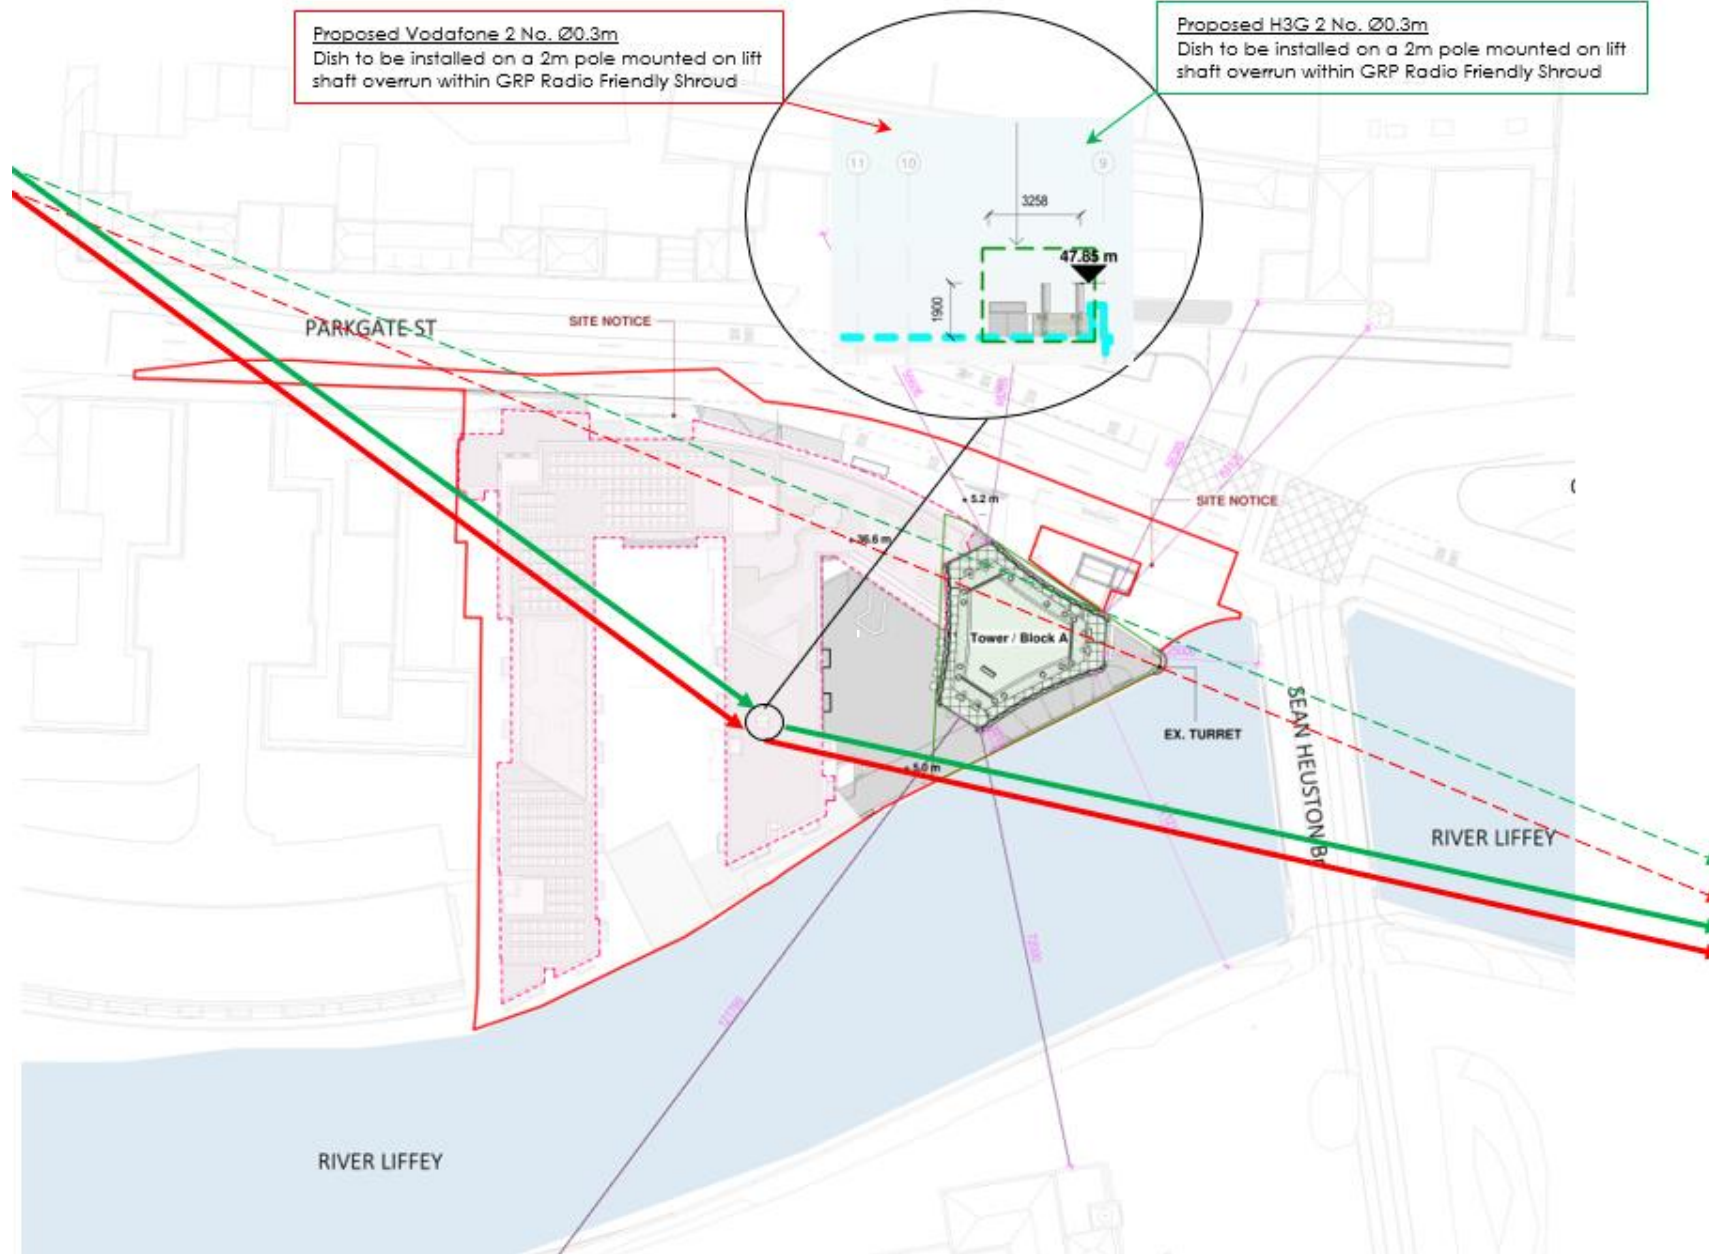 Proposed Vodafone 2 No. Ø0.3m
Dish to be installed on a 2m pole mounted on lift
shaft overrun within GRP Radio Friendly Shroud
Proposed H3G 2 No. Ø0.3m
Dish to be installed on a 2m pole mounted on lift
shaft overrun within GRP Radio Friendly Shroud
11
10
9
3258
47.85 m
1900
PARKGATE ST
SITE NOTICE
SITE NOTICE
+ 5.2 m
+ 36.6 m
Tower / Block A
EX. TURRET
+ 5.0 m
SEAN HEUSTON Br
RIVER LIFFEY
RIVER LIFFEY